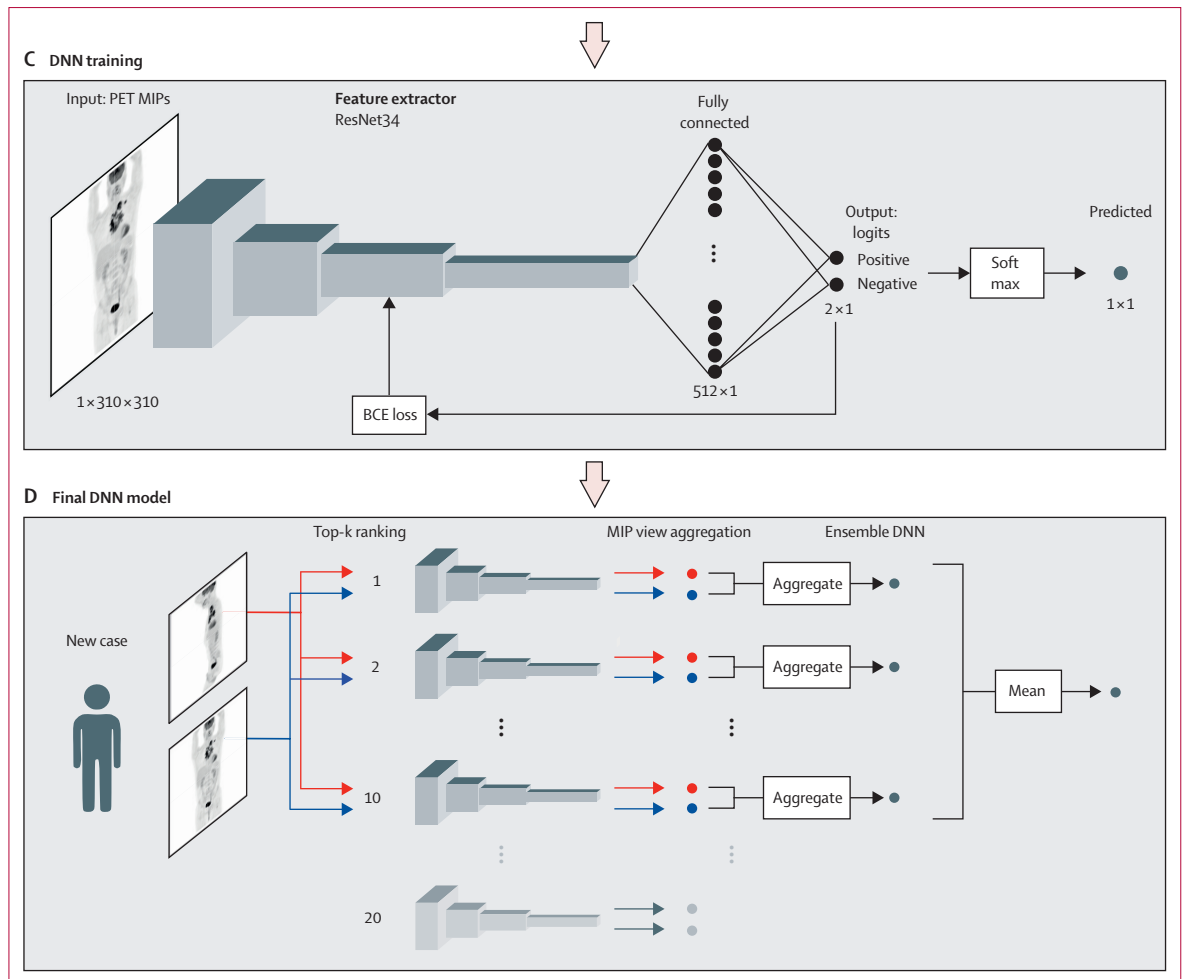 C DNN training
Input: PET MIPs
Feature extractor
ResNet34
Fully
connected
Output:
logits
Positive
Negative
2×1
Soft
max
Predicted
1×1
1×310×310
BCE loss
512×1
...
D Final DNN model
Top-k ranking
MIP view aggregation
Ensemble DNN
New case
1
Aggregate
2
Aggregate
Mean
...
...
10
Aggregate
...
...
20